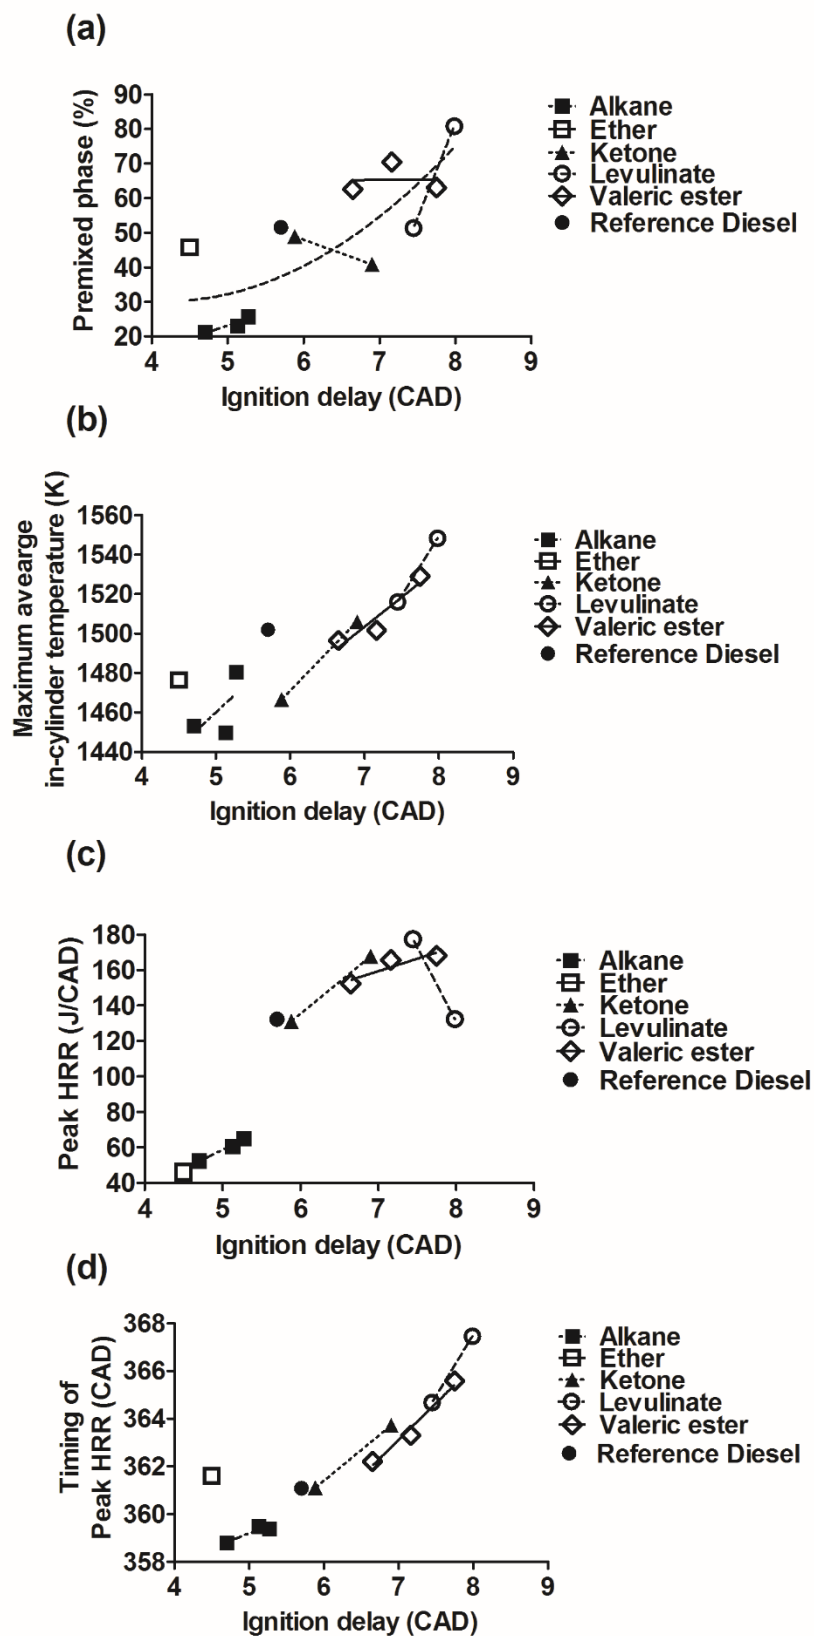 (a)
Premixed phase (%)
90
80
70
60
50
40
30
20
4 5 6 7 8 9
Ignition delay (CAD)
Alkane
Ether
Ketone
Levulinate
Valeric ester
Reference Diesel
(b)
Maximum avearge
in-cylinder temperature (K)
1560
1540
1520
1500
1480
1460
1440
4 5 6 7 8 9
Ignition delay (CAD)
Alkane
Ether
Ketone
Levulinate
Valeric ester
Reference Diesel
(c)
Peak HRR (J/CAD)
180
160
140
120
100
80
60
40
4 5 6 7 8 9
Ignition delay (CAD)
Alkane
Ether
Ketone
Levulinate
Valeric ester
Reference Diesel
(d)
Timing of
Peak HRR (CAD)
368
366
364
362
360
358
4 5 6 7 8 9
Ignition delay (CAD)
Alkane
Ether
Ketone
Levulinate
Valeric ester
Reference Diesel